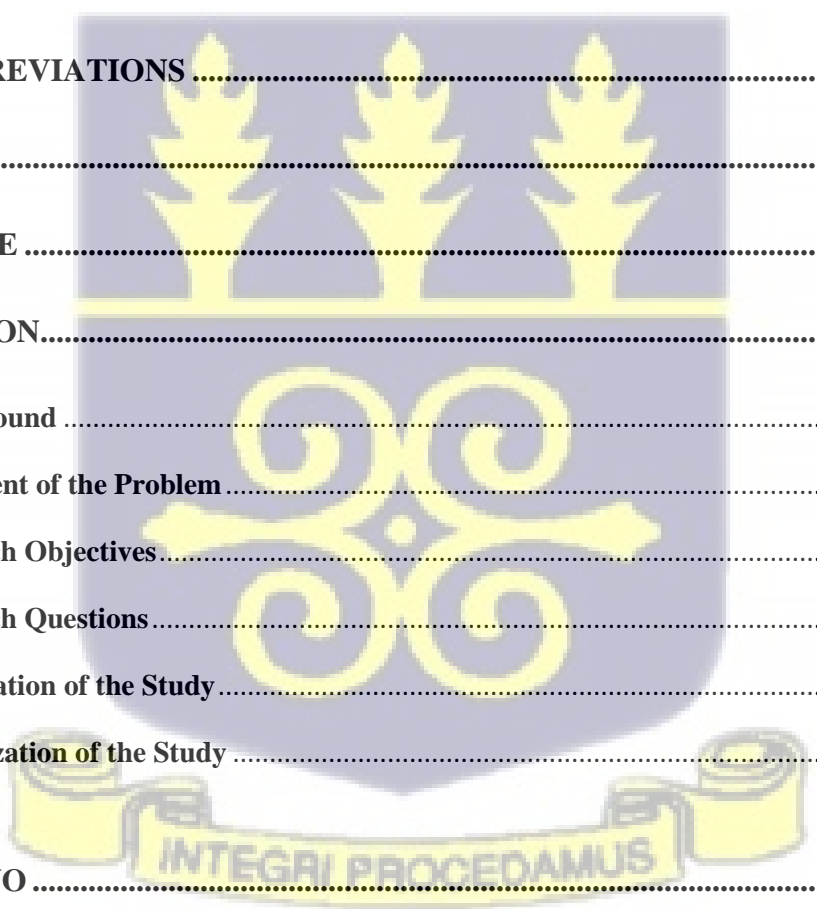 REVIATIONS ................................................................
................................................................
E ................................................................
ON................................................................
ound ................................................................
ent of the Problem ................................................................
h Objectives ................................................................
h Questions ................................................................
ation of the Study ................................................................
zation of the Study ................................................................
INTEGRI PROCEDAMUS
VO ................................................................